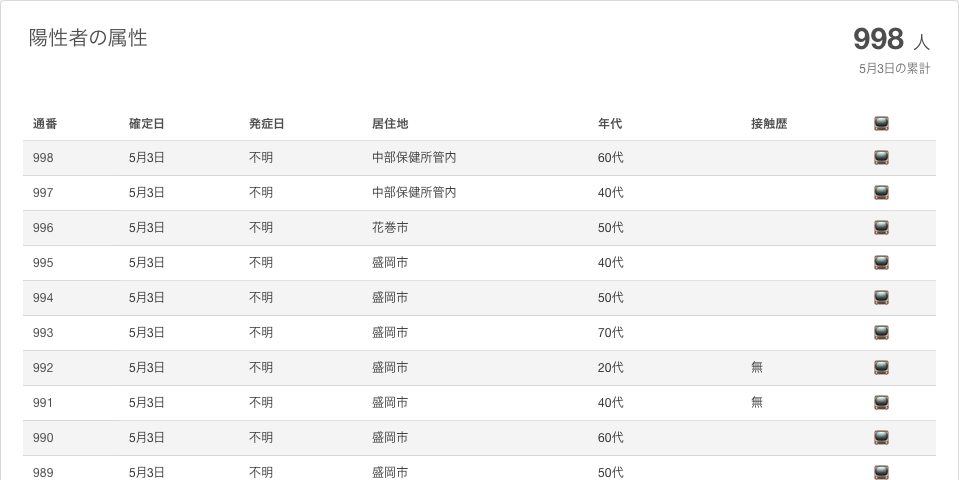 陽性者の属性
998 人
5月3日の累計
通番 確定日 発症日 居住地 年代 接触歴
998 5月3日 不明 中部保健所管内 60代
997 5月3日 不明 中部保健所管内 40代
996 5月3日 不明 花巻市 50代
995 5月3日 不明 盛岡市 40代
994 5月3日 不明 盛岡市 50代
993 5月3日 不明 盛岡市 70代
992 5月3日 不明 盛岡市 20代 無
991 5月3日 不明 盛岡市 40代 無
990 5月3日 不明 盛岡市 60代
989 5月3日 不明 盛岡市 50代